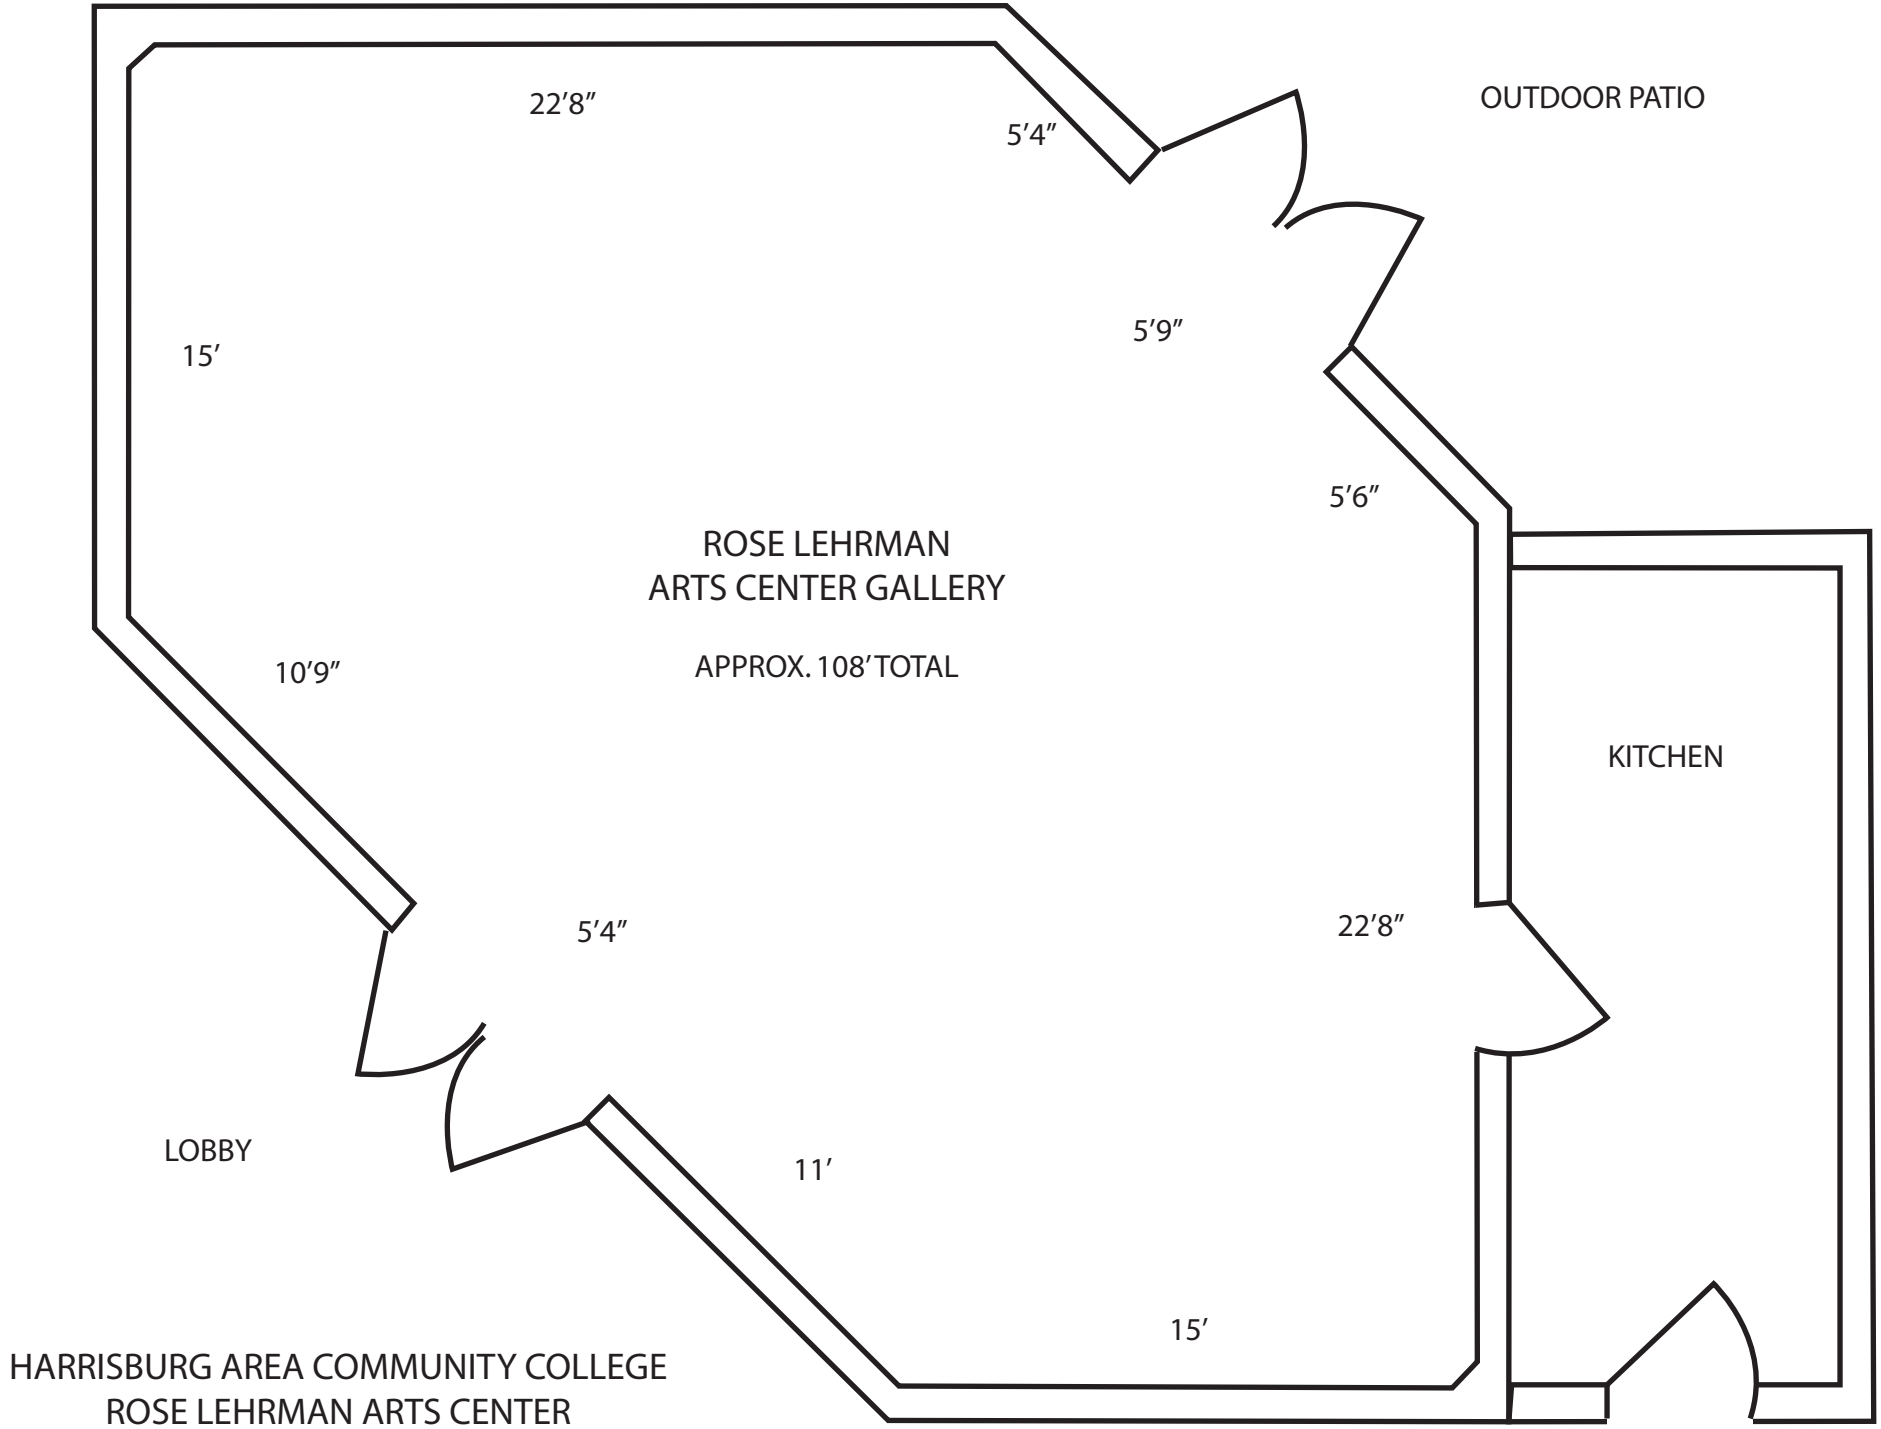 OUTDOOR PATIO
22’8’’
5’4’’
5’9’’
15’
5’6’’
ROSE LEHRMAN
ARTS CENTER GALLERY
APPROX. 108’ TOTAL
10’9’’
KITCHEN
5’4’’
22’8’’
LOBBY
11’
15’
HARRISBURG AREA COMMUNITY COLLEGE
ROSE LEHRMAN ARTS CENTER